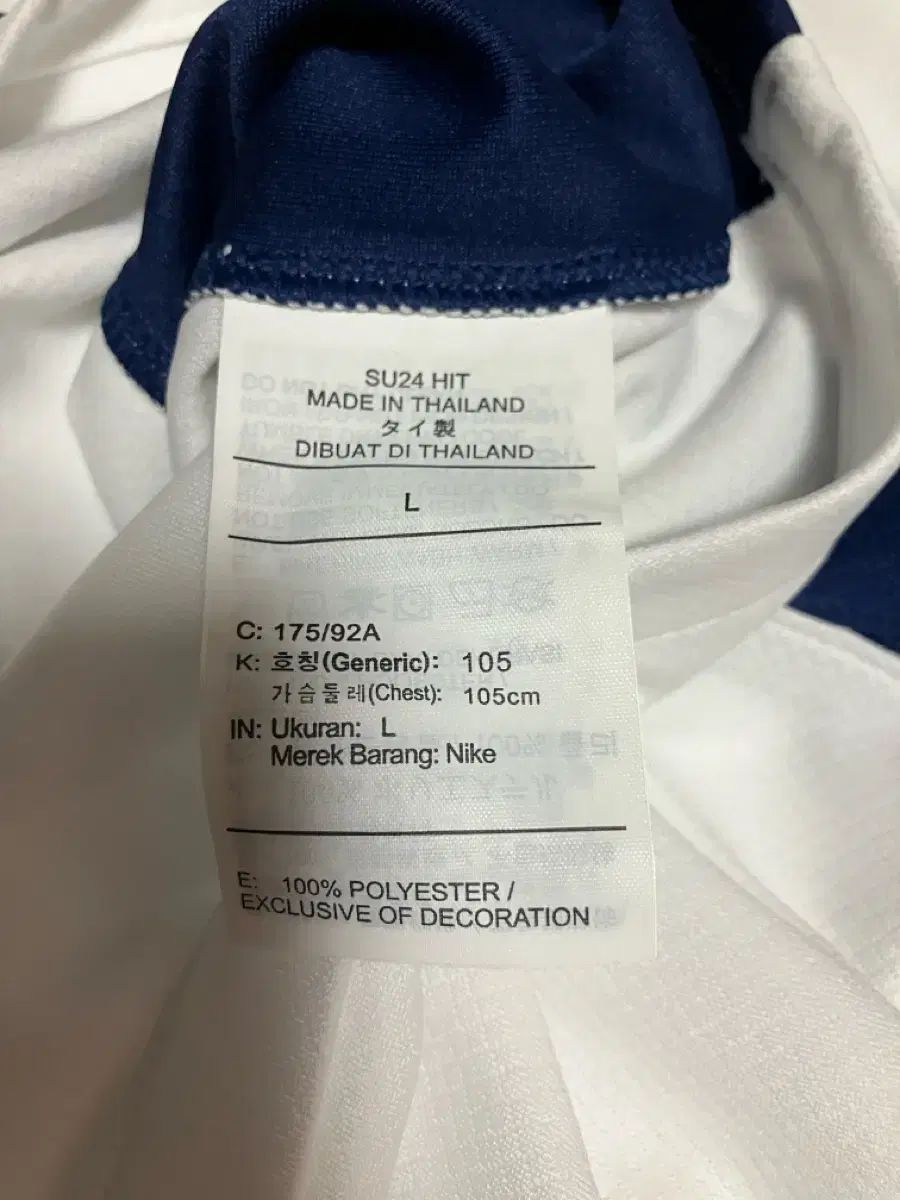 SU24 HIT
MADE IN THAILAND
タイ製
DIBUAT DI THAILAND
L
C: 175/92A
K: 호칭(Generic): 105
가슴둘레(Chest): 105cm
IN: Ukuran: L
Merek Barang: Nike
E: 100% POLYESTER /
EXCLUSIVE OF DECORATION